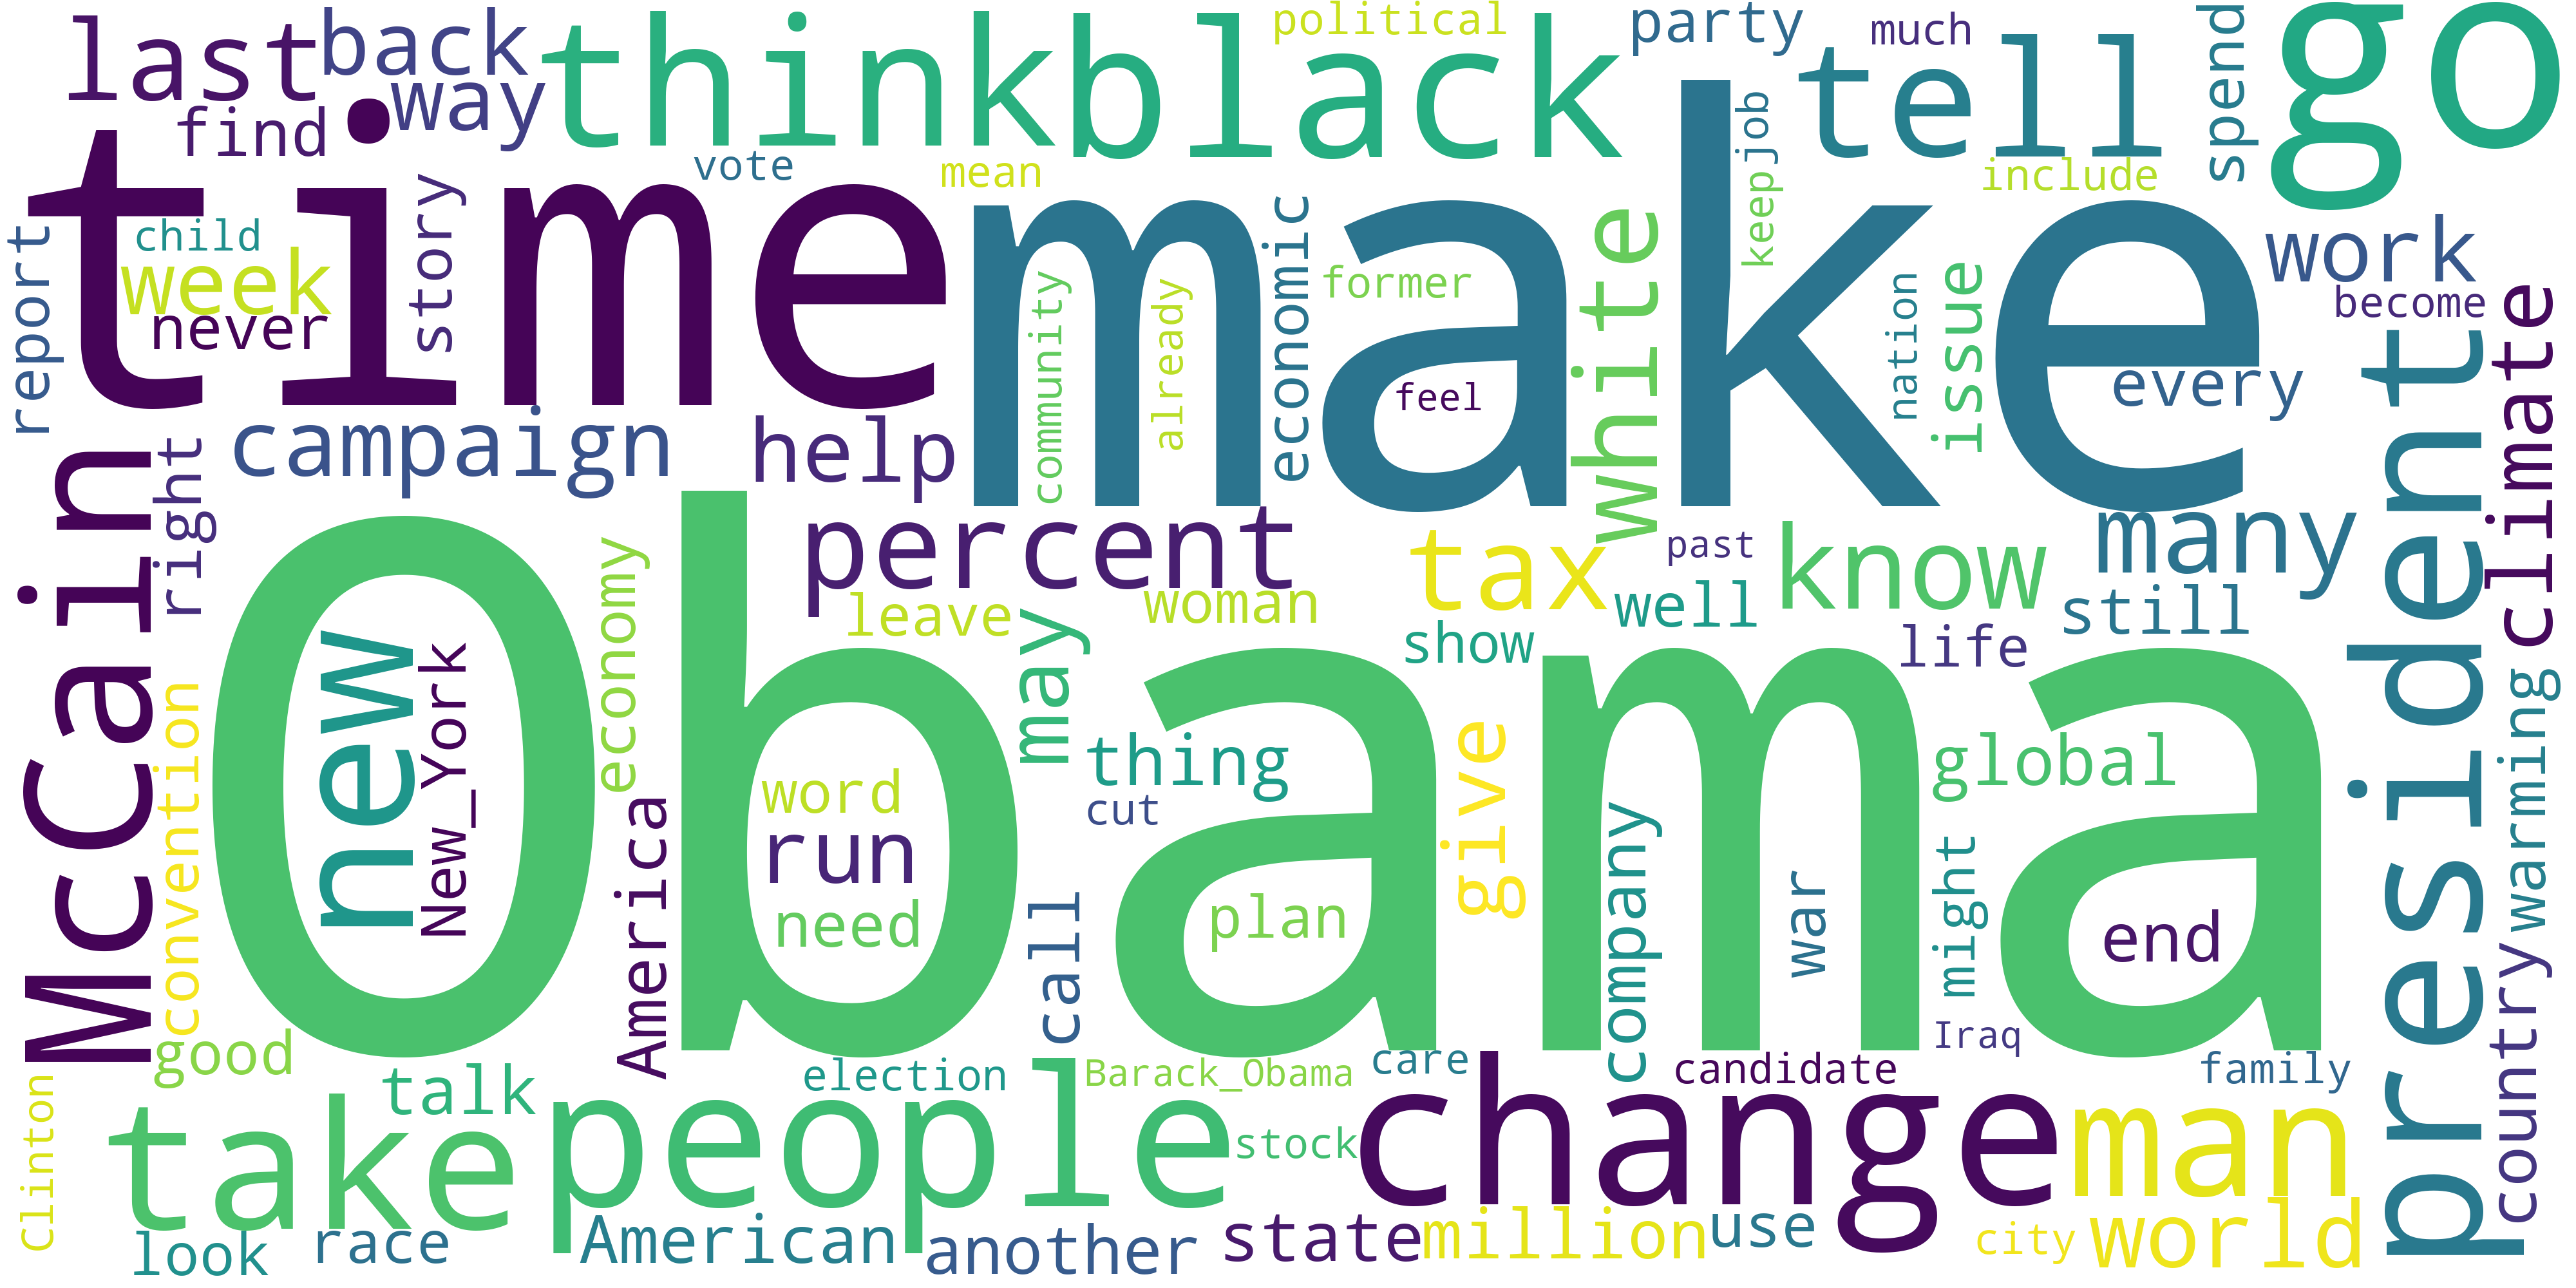 last
back
think
black
political
party
much
tell
spend
go
find
way
vote
mean
keep
job
include
time
make
report
child
week
never
story
community
already
economic
former
feel
white
nation
issue
work
become
every
climate
McCain
right
campaign
help
percent
tax
past
know
many
president
leave
woman
show
well
life
still
Obama
new
New_York
economy
may
convention
America
word
run
need
thing
cut
plan
give
company
war
global
might
end
warming
call
good
Iraq
country
Clinton
talk
election
Barack_Obama
care
candidate
family
take
people
stock
change
man
look
race
American
another
state
million
use
city
world